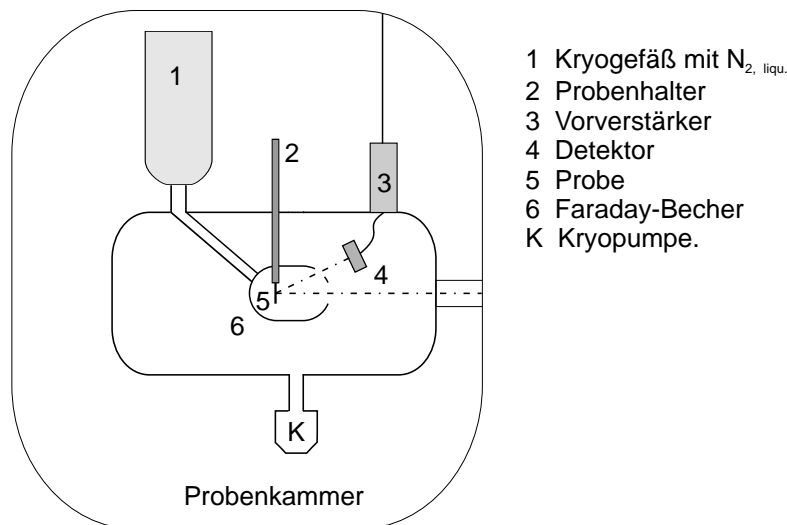 1
2
3
4
5
6
K
Probenkammer
1 Kryogefäß mit N2, liqu.
2 Probenhalter
3 Vorverstärker
4 Detektor
5 Probe
6 Faraday-Becher
K Kryopumpe.